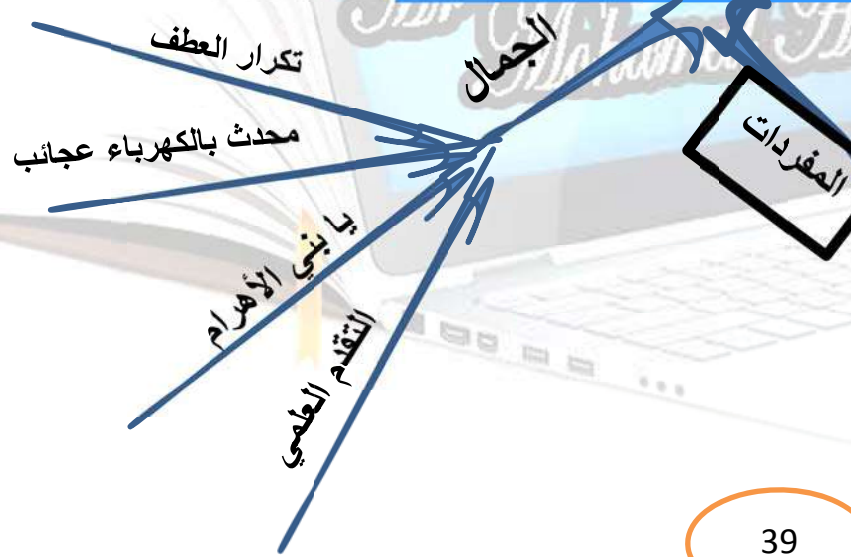 الجمال
المفردات
تكرار العطف
محدث بالكهرباء عجائب
يا بني الأهرام
التقدم العلمي
39